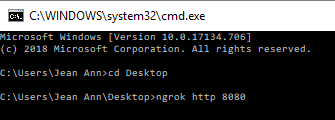 C:\WINDOWS\system32\cmd.exe
Microsoft Windows [Version 10.0.17134.706]
(c) 2018 Microsoft Corporation. All rights reserved.
C:\Users\Jean Ann>cd Desktop
C:\Users\Jean Ann\Desktop>ngrok http 8080